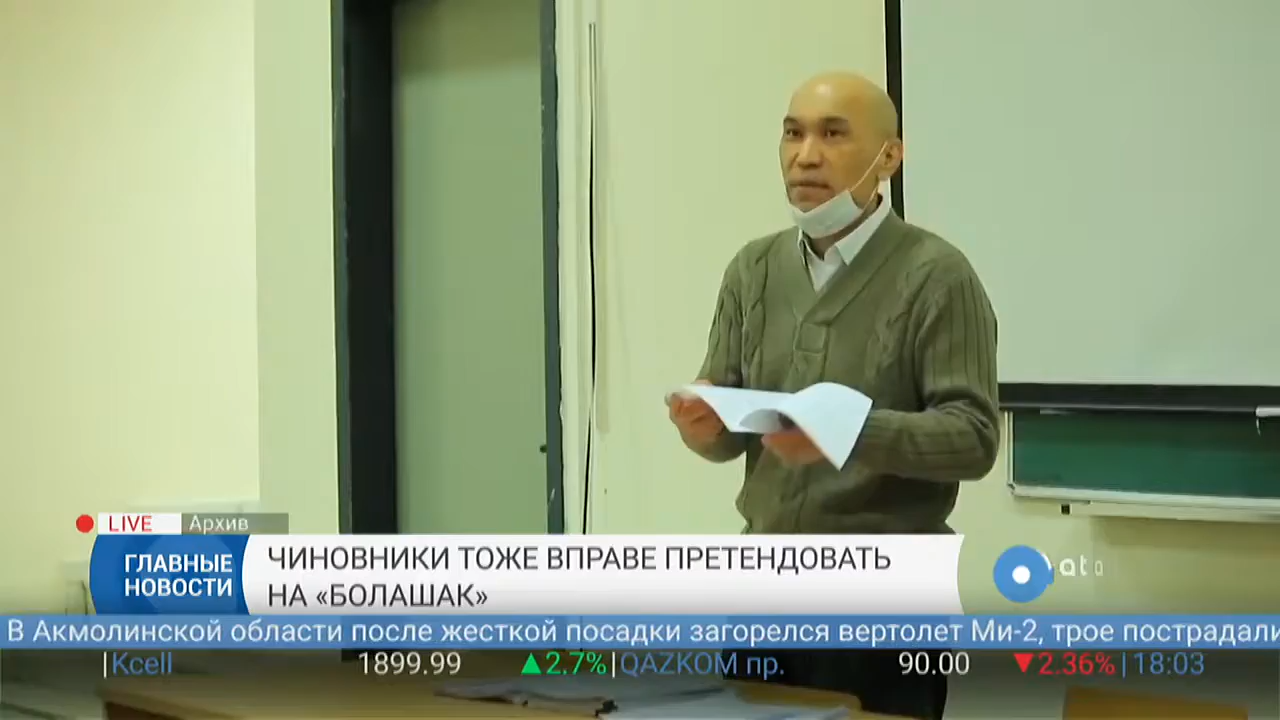 LIVE Архив
ГЛАВНЫЕ НОВОСТИ
ЧИНОВНИКИ ТОЖЕ ВПРАВЕ ПРЕТЕНДОВАТЬ
НА «БОЛАШАК»
В Акмолинской области после жесткой посадки загорелся вертолет Ми-2, трое пострадали
|Kcell 1899.99 ▲2.7%|QAZKOM пр. 90.00 ▼2.36%|18:03